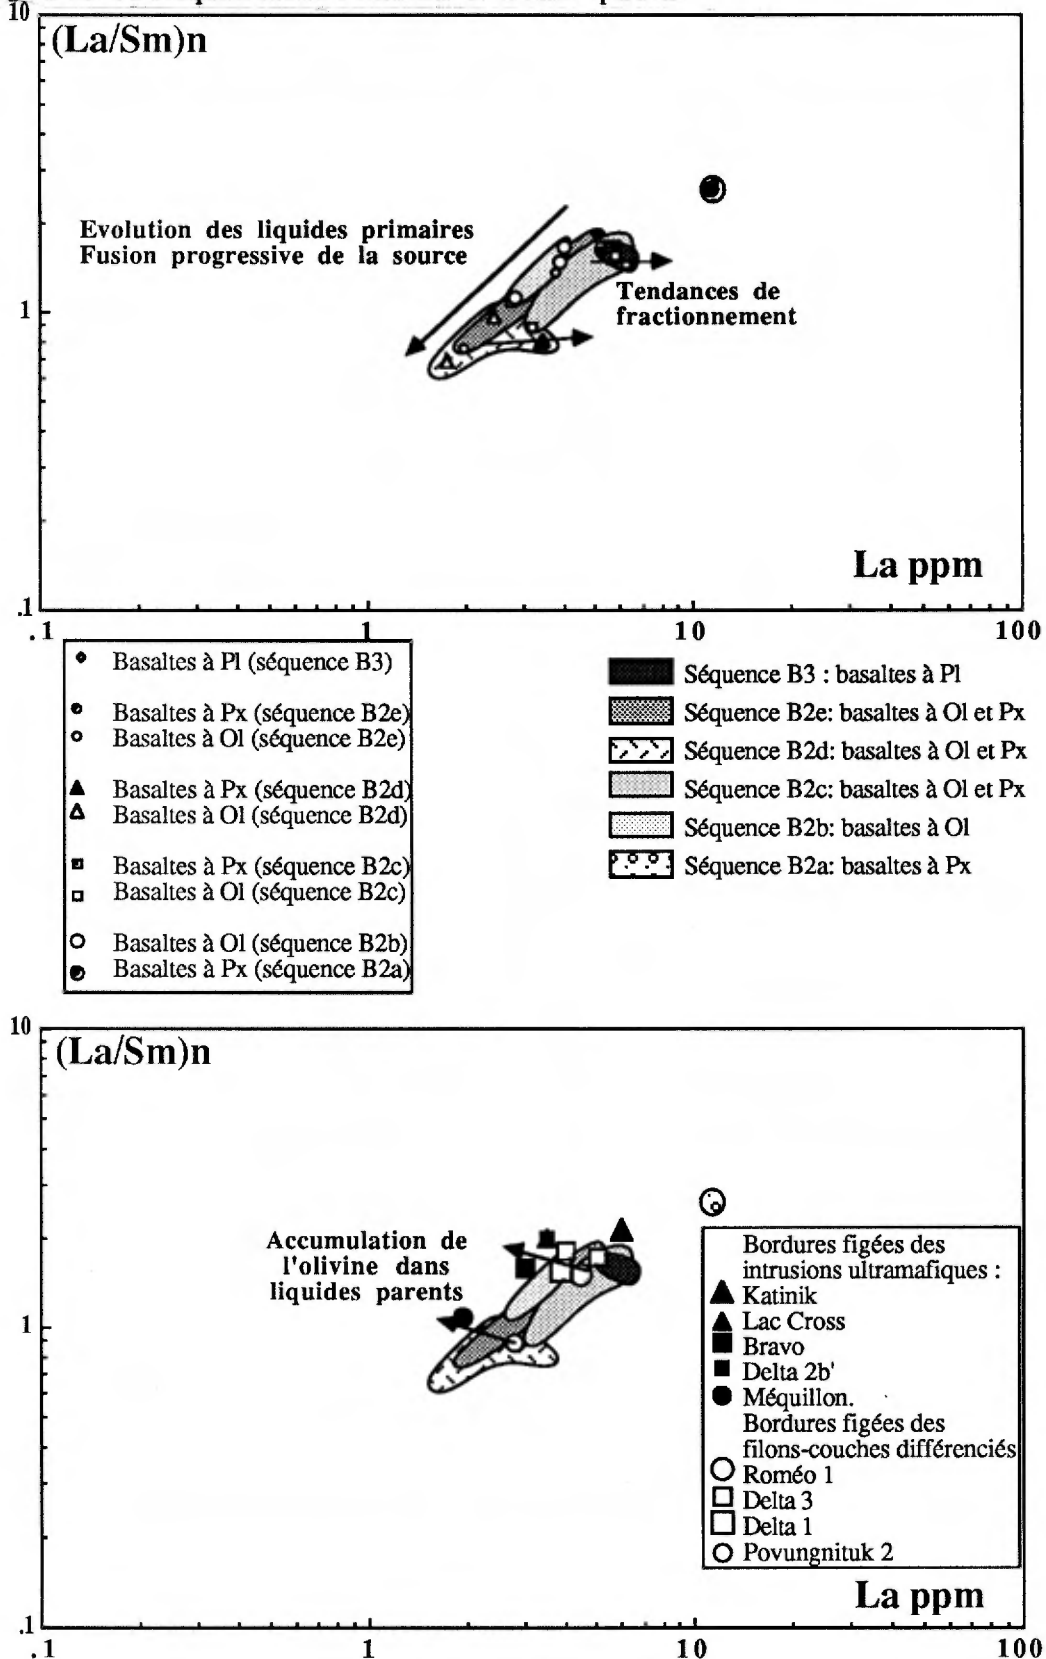 10
(La/Sm)n
Evolution des liquides primaires
Fusion progressive de la source
Tendances de
fractionnement
1
La ppm
.1
.1
1
10
100
Basaltes à Pl (séquence B3)
Basaltes à Px (séquence B2e)
Basaltes à Ol (séquence B2e)
Basaltes à Px (séquence B2d)
Basaltes à Ol (séquence B2d)
Basaltes à Px (séquence B2c)
Basaltes à Ol (séquence B2c)
Basaltes à Ol (séquence B2b)
Basaltes à Px (séquence B2a)
Séquence B3 : basaltes à Pl
Séquence B2e: basaltes à Ol et Px
Séquence B2d: basaltes à Ol et Px
Séquence B2c: basaltes à Ol et Px
Séquence B2b: basaltes à Ol
Séquence B2a: basaltes à Px
10
(La/Sm)n
Accumulation de
l'olivine dans
liquides parents
1
Bordures figées des
intrusions ultramafiques :
Katinik
Lac Cross
Bravo
Delta 2b'
Méquillon.
Bordures figées des
filons-couches différenciés
Roméo 1
Delta 3
Delta 1
Povungnituk 2
La ppm
.1
.1
1
10
100